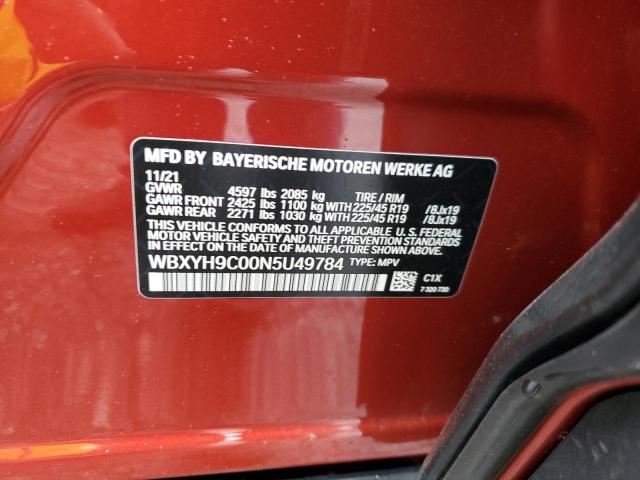 MFD BY BAYERISCHE MOTOREN WERKE AG
11/21
GVWR 4597 lbs 2085 kg TIRE / RIM
GAWR FRONT 2425 lbs 1100 kg WITH 225/45 R19 /8Jx19
GAWR REAR 2271 lbs 1030 kg WITH 225/45 R19 /8Jx19
THIS VEHICLE CONFORMS TO ALL APPLICABLE U.S. FEDERAL
SAFETY, BUMPER, AND THEFT PREVENTION STANDARDS IN
EFFECT ON THE DATE OF MANUFACTURE SHOWN ABOVE.
WBXYH9C00N5U49784 TYPE: MPV
C1X
7 320 730